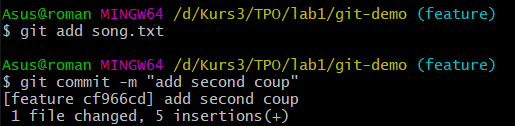 Asus@roman MINGW64 /d/Kurs3/TPO/lab1/git-demo (feature)
$ git add song.txt
Asus@roman MINGW64 /d/Kurs3/TPO/lab1/git-demo (feature)
$ git commit -m "add second coup"
[feature cf966cd] add second coup
 1 file changed, 5 insertions(+)